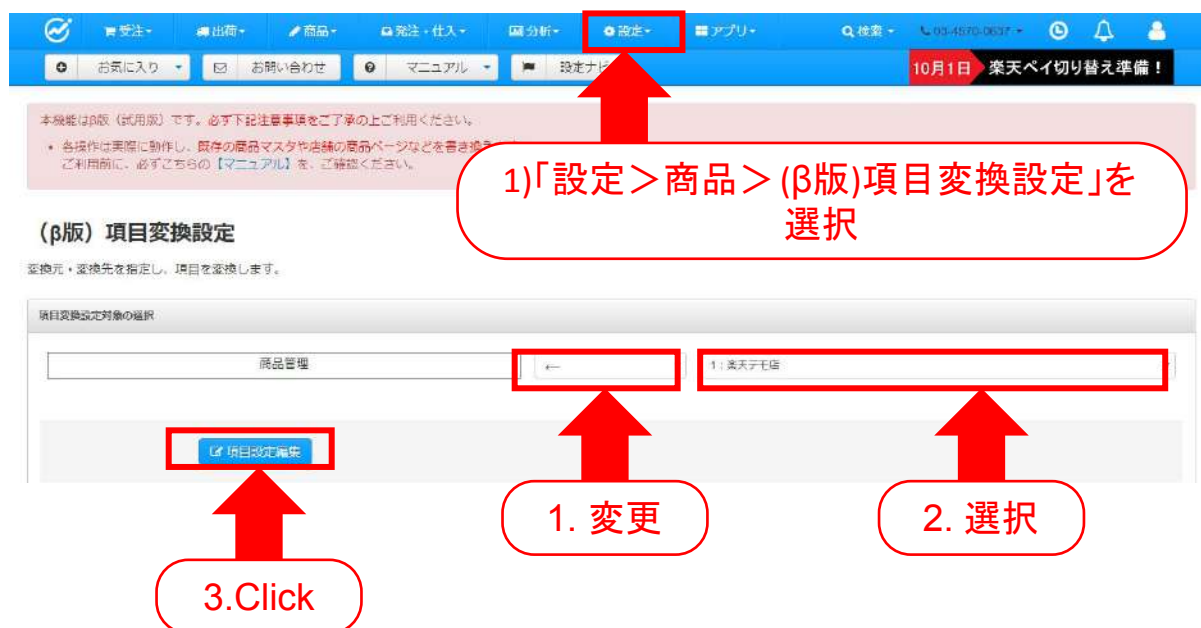 受注 出荷 商品 発注・仕入 分析 設定 アプリ 検索 03-4570-0637
お気に入り お問い合わせ マニュアル 設定ナビ 10月1日 楽天ペイ切り替え準備！
本機能はβ版（試用版）です。必ず下記注意事項をご了承の上ご利用ください。
・各操作は実際に動作し、既存の商品マスタや店舗の商品ページなどを書き換え
ご利用前に、必ずこちらの【マニュアル】を、ご確認ください。
1)「設定＞商品＞(β版)項目変換設定」を
選択
（β版）項目変換設定
変換元・変換先を指定し、項目を変換します。
項目変換設定対象の選択
商品管理 ← 1：楽天デモ店
項目設定編集
1. 変更
2. 選択
3.Click